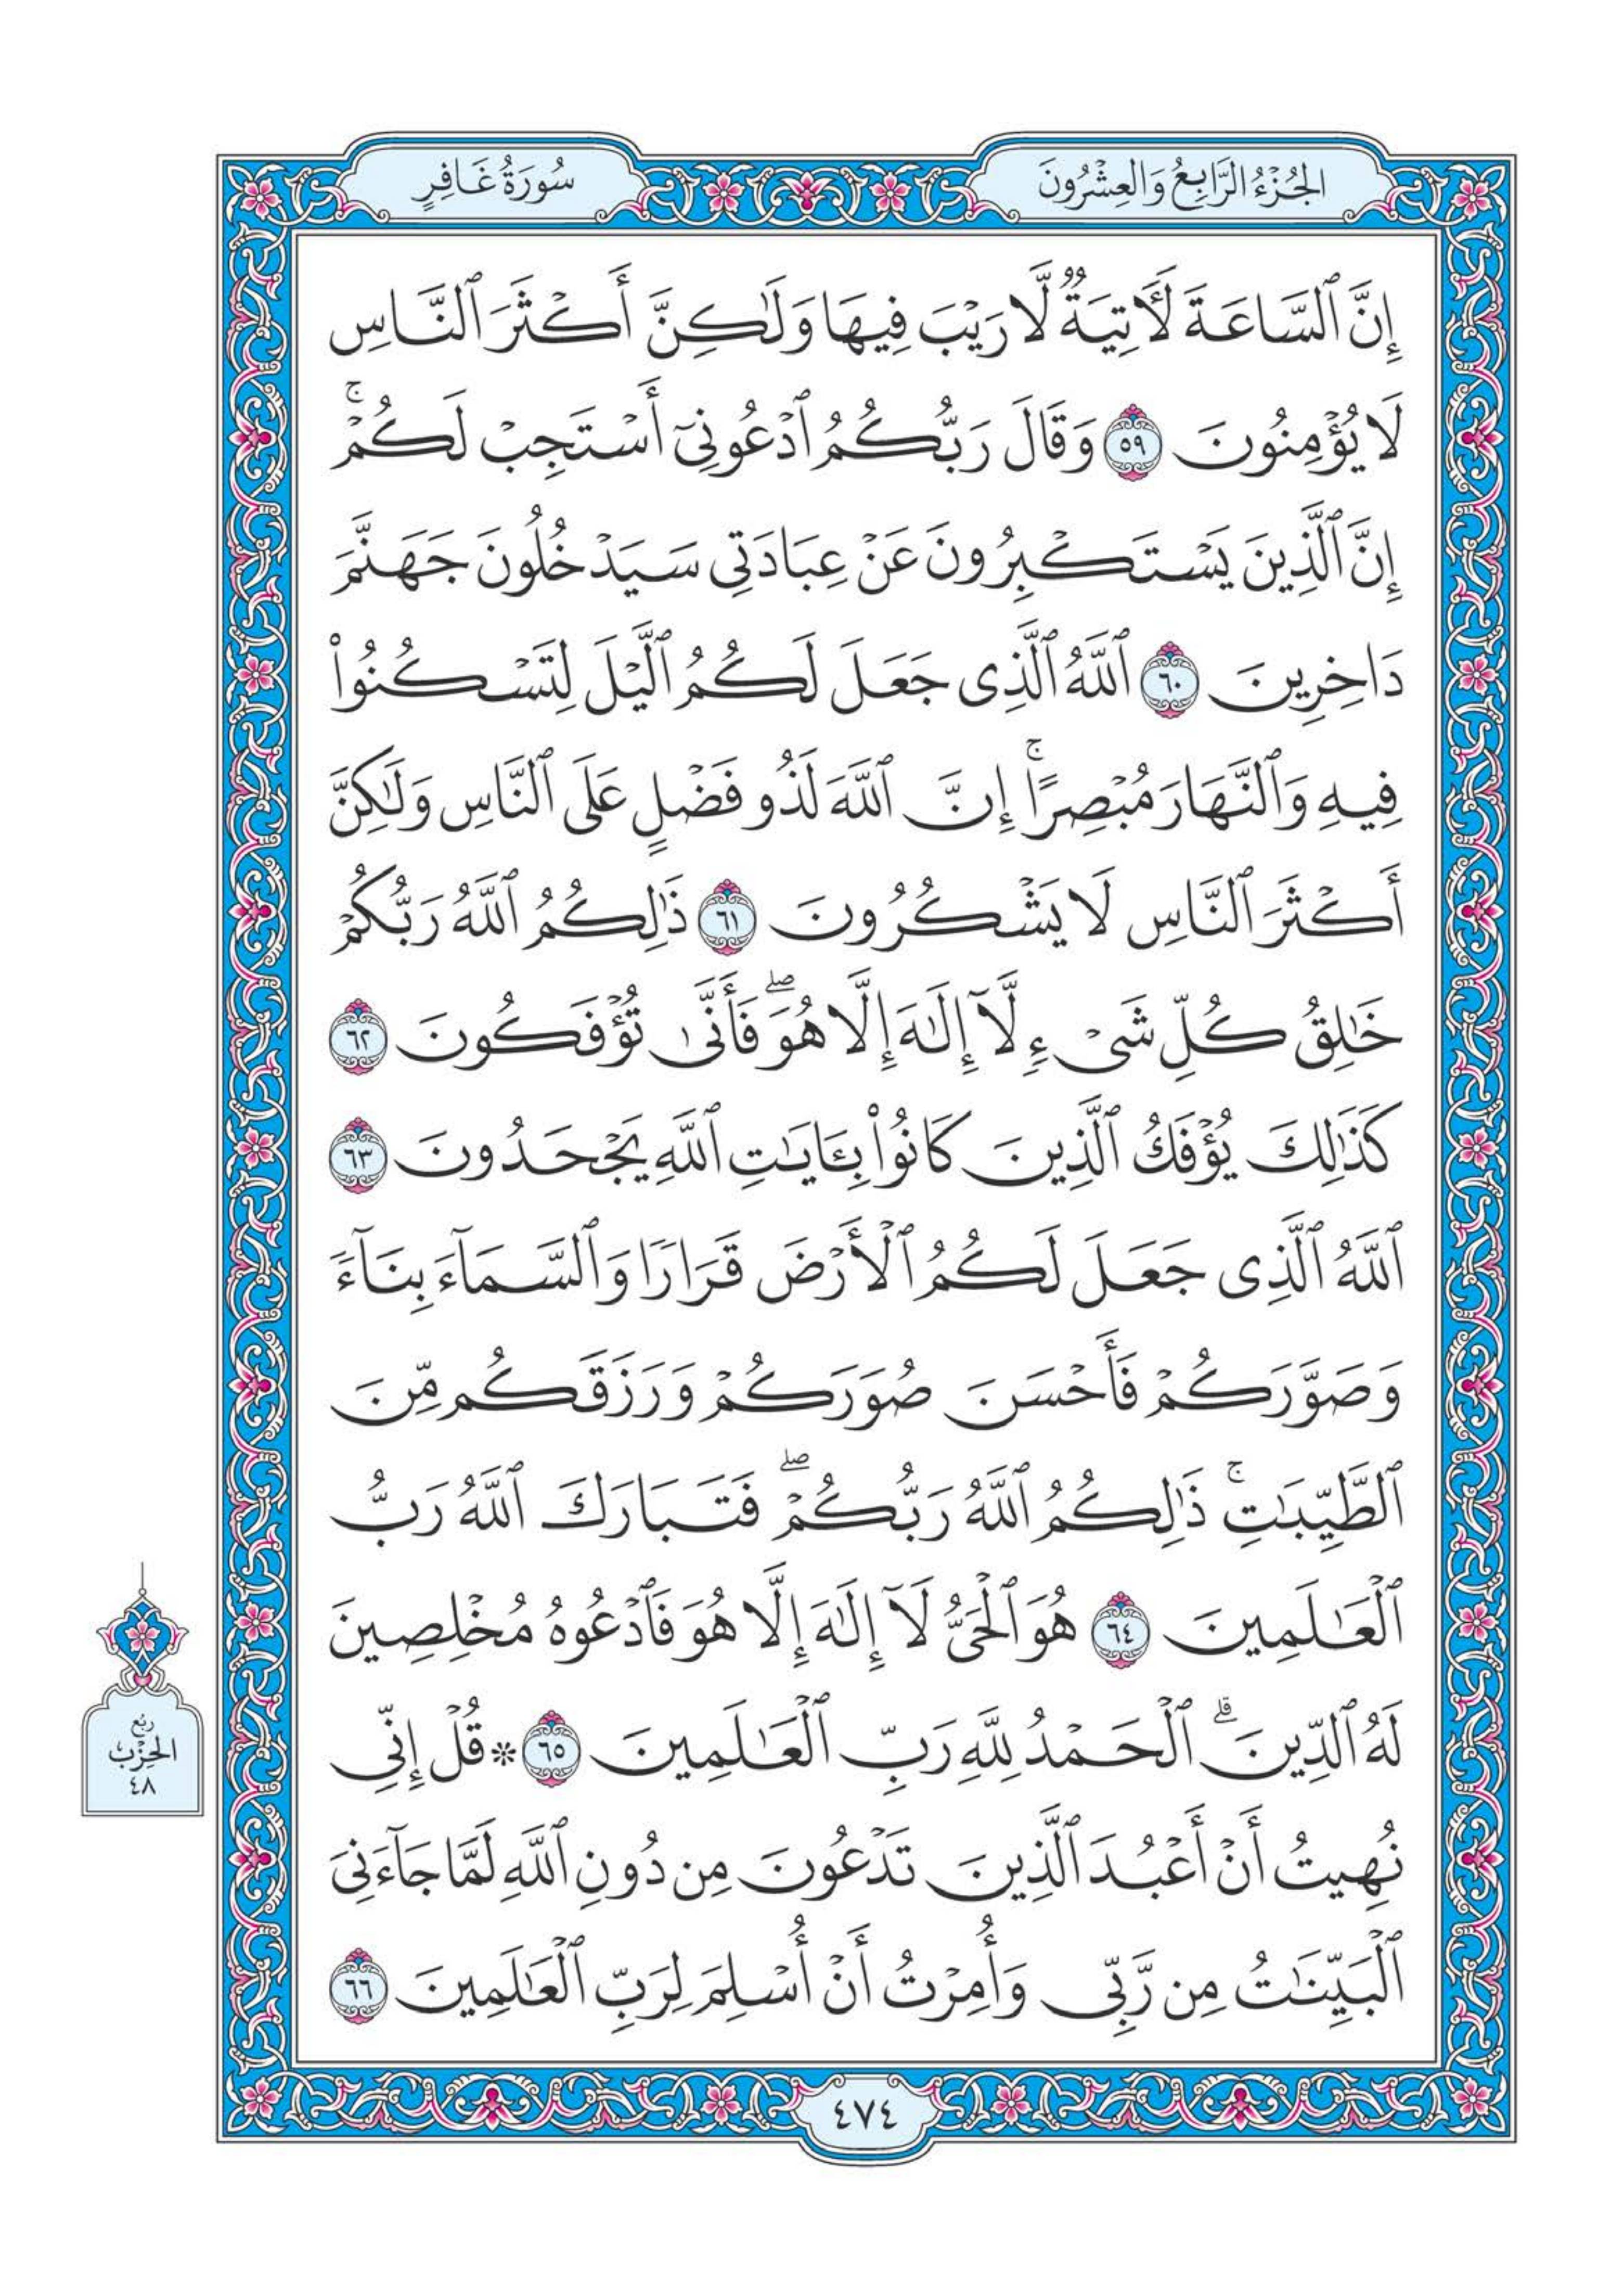 الجُزْءُ الرَّابِعُ وَالعِشْرُونَ
سُورَةُ غَافِرٍ
إِنَّ ٱلسَّاعَةَ لَأٓتِيَةٌ لَّا رَيْبَ فِيهَا وَلَٰكِنَّ أَكْثَرَ ٱلنَّاسِ
لَا يُؤْمِنُونَ ٥٩ وَقَالَ رَبُّكُمُ ٱدْعُونِىٓ أَسْتَجِبْ لَكُمْۚ
إِنَّ ٱلَّذِينَ يَسْتَكْبِرُونَ عَنْ عِبَادَتِى سَيَدْخُلُونَ جَهَنَّمَ
دَاخِرِينَ ٦٠ ٱللَّهُ ٱلَّذِى جَعَلَ لَكُمُ ٱلَّيْلَ لِتَسْكُنُوا۟
فِيهِ وَٱلنَّهَارَ مُبْصِرًاۚ إِنَّ ٱللَّهَ لَذُو فَضْلٍ عَلَى ٱلنَّاسِ وَلَٰكِنَّ
أَكْثَرَ ٱلنَّاسِ لَا يَشْكُرُونَ ٦١ ذَٰلِكُمُ ٱللَّهُ رَبُّكُمْ
خَٰلِقُ كُلِّ شَىْءٍ لَّآ إِلَٰهَ إِلَّا هُوَۖ فَأَنَّىٰ تُؤْفَكُونَ ٦٢
كَذَٰلِكَ يُؤْفَكُ ٱلَّذِينَ كَانُوا۟ بِـَٔايَٰتِ ٱللَّهِ يَجْحَدُونَ ٦٣
ٱللَّهُ ٱلَّذِى جَعَلَ لَكُمُ ٱلْأَرْضَ قَرَارًا وَٱلسَّمَآءَ بِنَآءً
وَصَوَّرَكُمْ فَأَحْسَنَ صُوَرَكُمْ وَرَزَقَكُم مِّنَ
ٱلطَّيِّبَٰتِۚ ذَٰلِكُمُ ٱللَّهُ رَبُّكُمْۖ فَتَبَارَكَ ٱللَّهُ رَبُّ
ٱلْعَٰلَمِينَ ٦٤ هُوَ ٱلْحَىُّ لَآ إِلَٰهَ إِلَّا هُوَ فَٱدْعُوهُ مُخْلِصِينَ
لَهُ ٱلدِّينَۗ ٱلْحَمْدُ لِلَّهِ رَبِّ ٱلْعَٰلَمِينَ ٦٥ ۞ قُلْ إِنِّى
نُهِيتُ أَنْ أَعْبُدَ ٱلَّذِينَ تَدْعُونَ مِن دُونِ ٱللَّهِ لَمَّا جَآءَنِىَ
ٱلْبَيِّنَٰتُ مِن رَّبِّى وَأُمِرْتُ أَنْ أُسْلِمَ لِرَبِّ ٱلْعَٰلَمِينَ ٦٦
رُبُع
الحِزْب
٤٨
٤٧٤